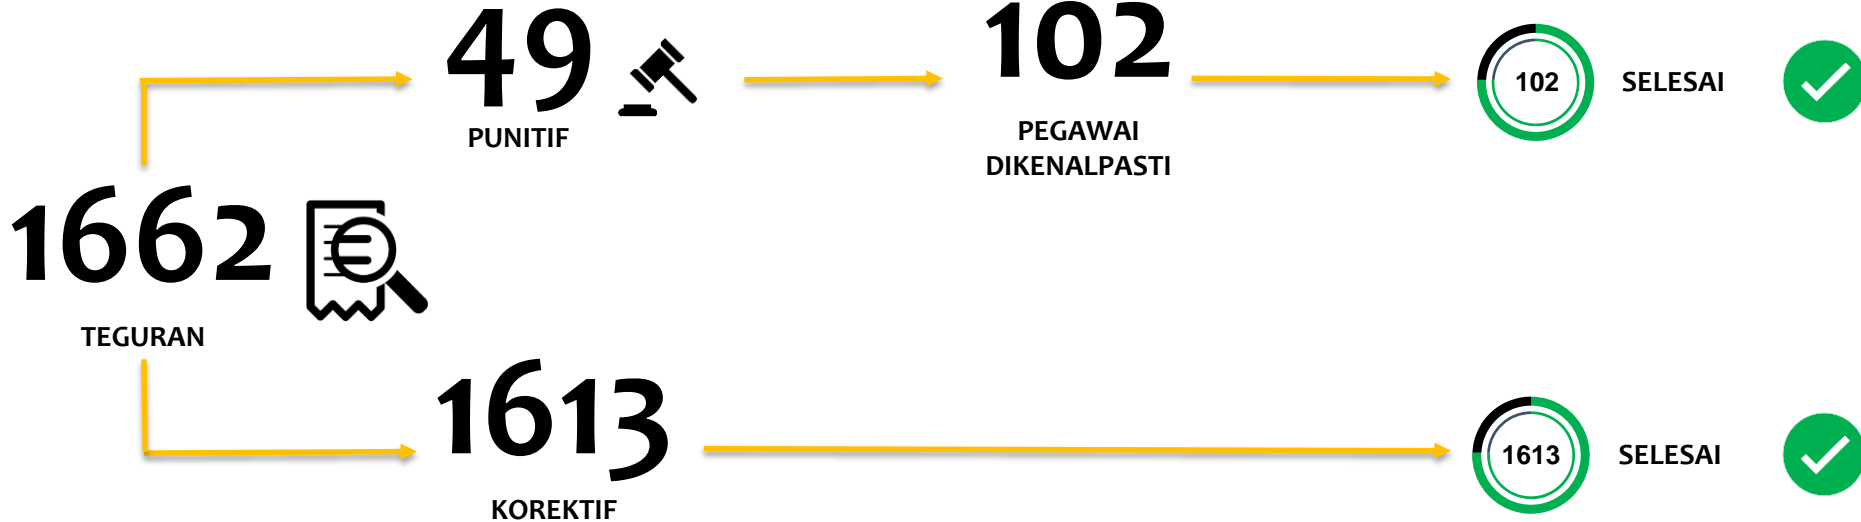 49
PUNITIF
102
PEGAWAI
DIKENALPASTI
102
SELESAI
1662
TEGURAN
1613
KOREKTIF
1613
SELESAI